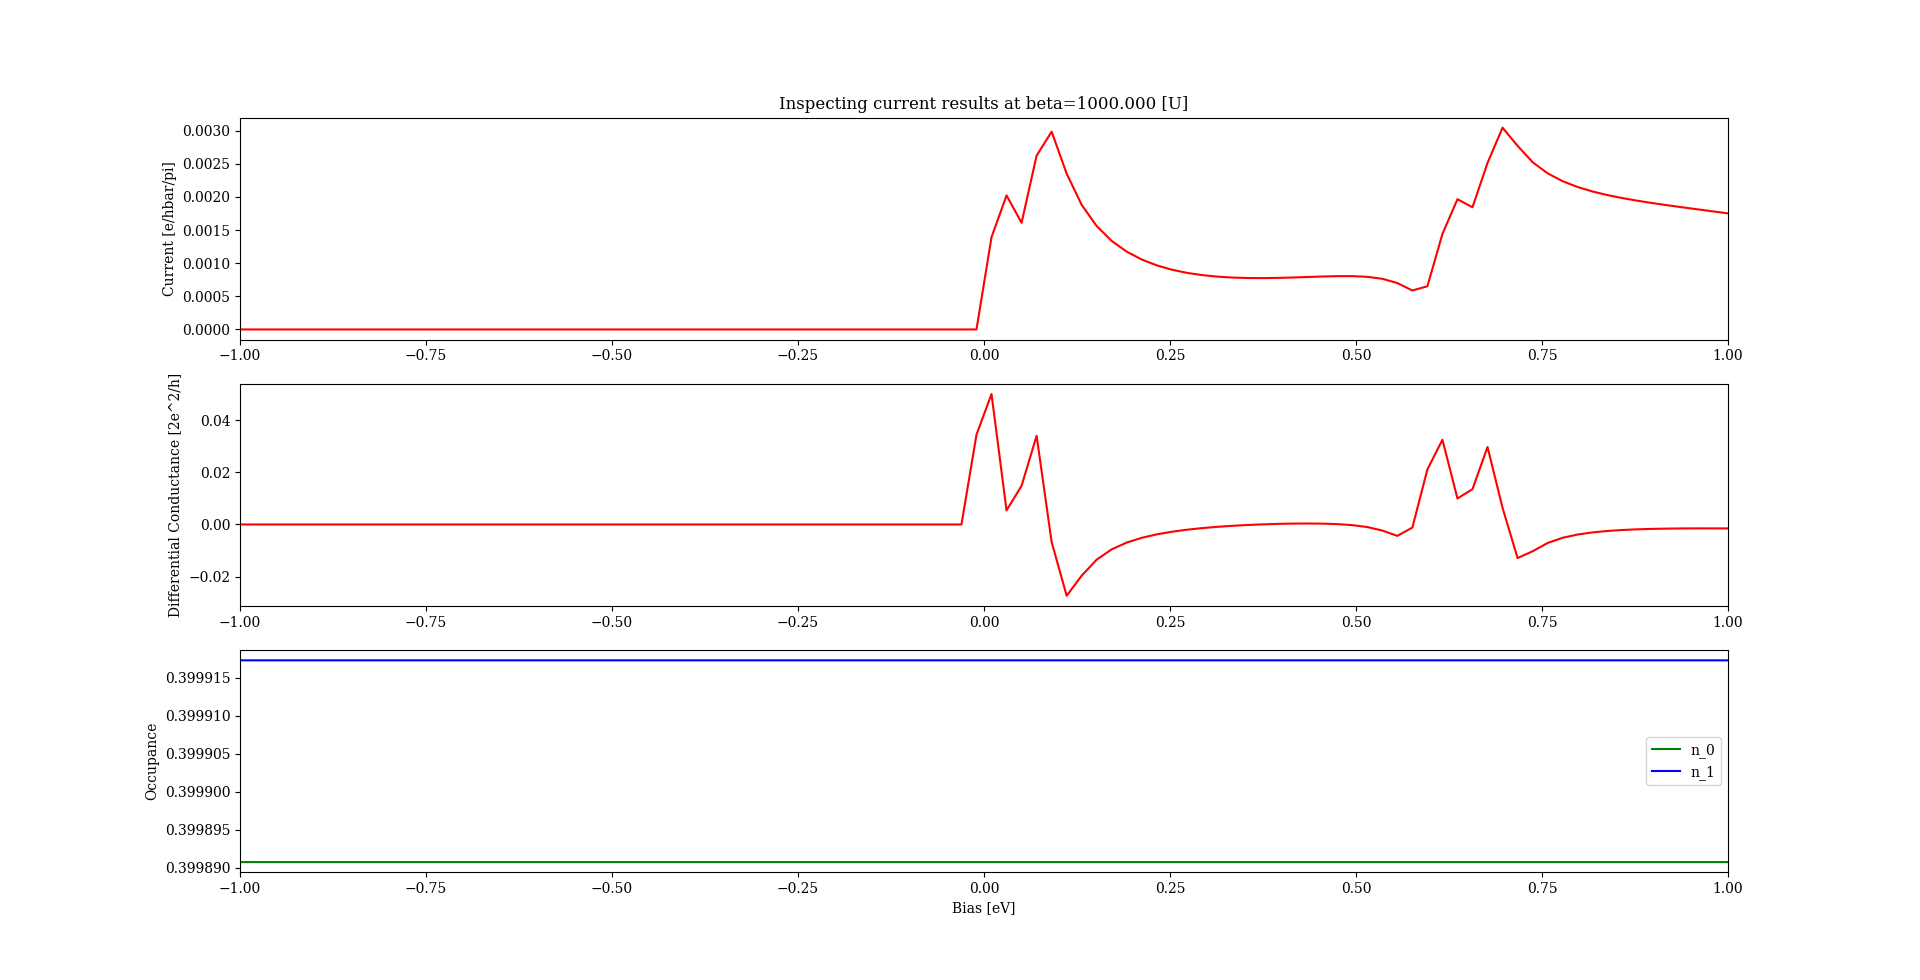 Inspecting current results at beta=1000.000 [U]
Current [e/hbar/pi]
0.0030
0.0025
0.0020
0.0015
0.0010
0.0005
0.0000
−1.00 −0.75 −0.50 −0.25 0.00 0.25 0.50 0.75 1.00
Differential Conductance [2e^2/h]
0.04
0.02
0.00
−0.02
−1.00 −0.75 −0.50 −0.25 0.00 0.25 0.50 0.75 1.00
Occupance
0.399915
0.399910
0.399905
0.399900
0.399895
0.399890
n_0
n_1
−1.00 −0.75 −0.50 −0.25 0.00 0.25 0.50 0.75 1.00
Bias [eV]